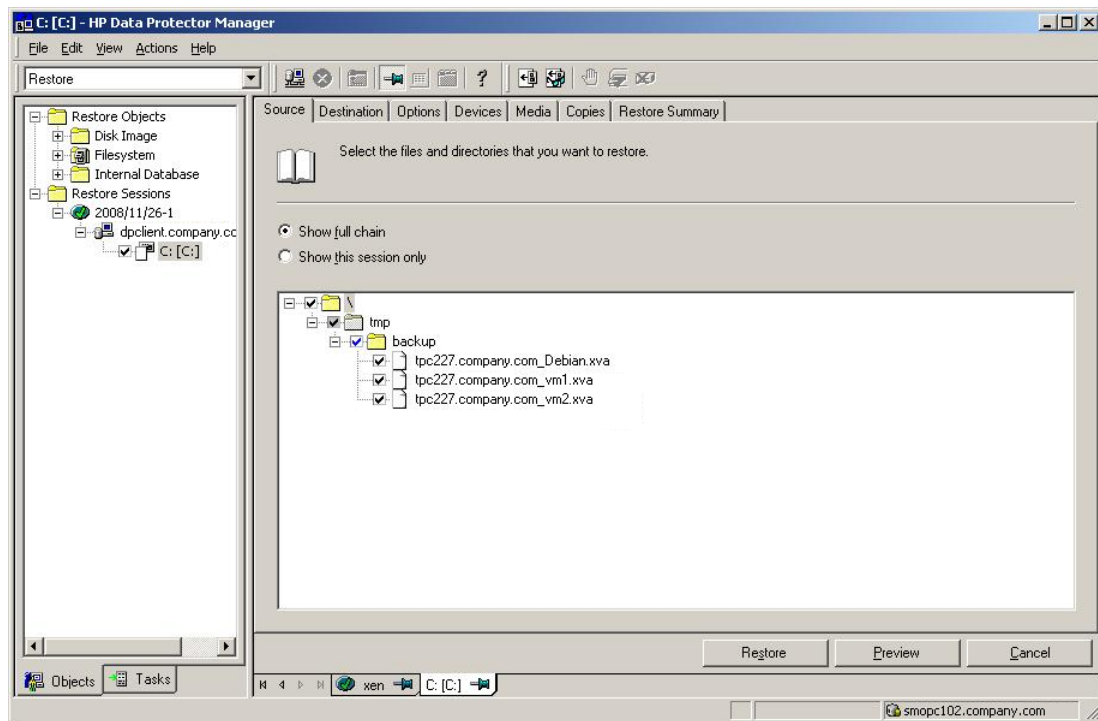 C: [C:] - HP Data Protector Manager
File Edit View Actions Help
Restore
Restore Objects
Disk Image
Filesystem
Internal Database
Restore Sessions
2008/11/26-1
dpclient.company.cc
C: [C:]
Objects Tasks
Source Destination Options Devices Media Copies Restore Summary
Select the files and directories that you want to restore.
Show full chain
Show this session only
\
tmp
backup
tpc227.company.com_Debian.xva
tpc227.company.com_vm1.xva
tpc227.company.com_vm2.xva
Restore Preview Cancel
xen C: [C:]
smopc102.company.com